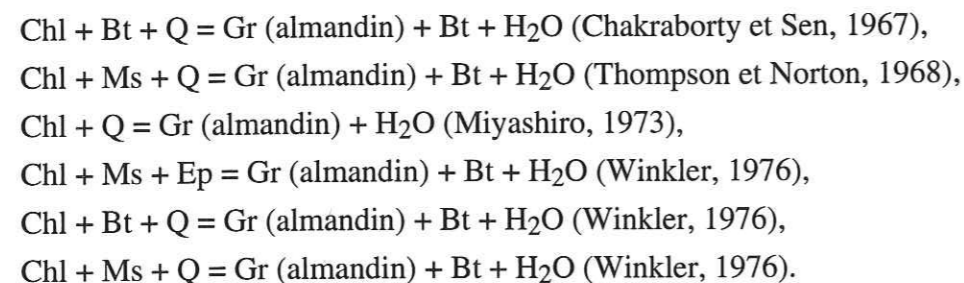 Chl + Bt + Q = Gr (almandin) + Bt + H2O (Chakraborty et Sen, 1967),
Chl + Ms + Q = Gr (almandin) + Bt + H2O (Thompson et Norton, 1968),
Chl + Q = Gr (almandin) + H2O (Miyashiro, 1973),
Chl + Ms + Ep = Gr (almandin) + Bt + H2O (Winkler, 1976),
Chl + Bt + Q = Gr (almandin) + Bt + H2O (Winkler, 1976),
Chl + Ms + Q = Gr (almandin) + Bt + H2O (Winkler, 1976).